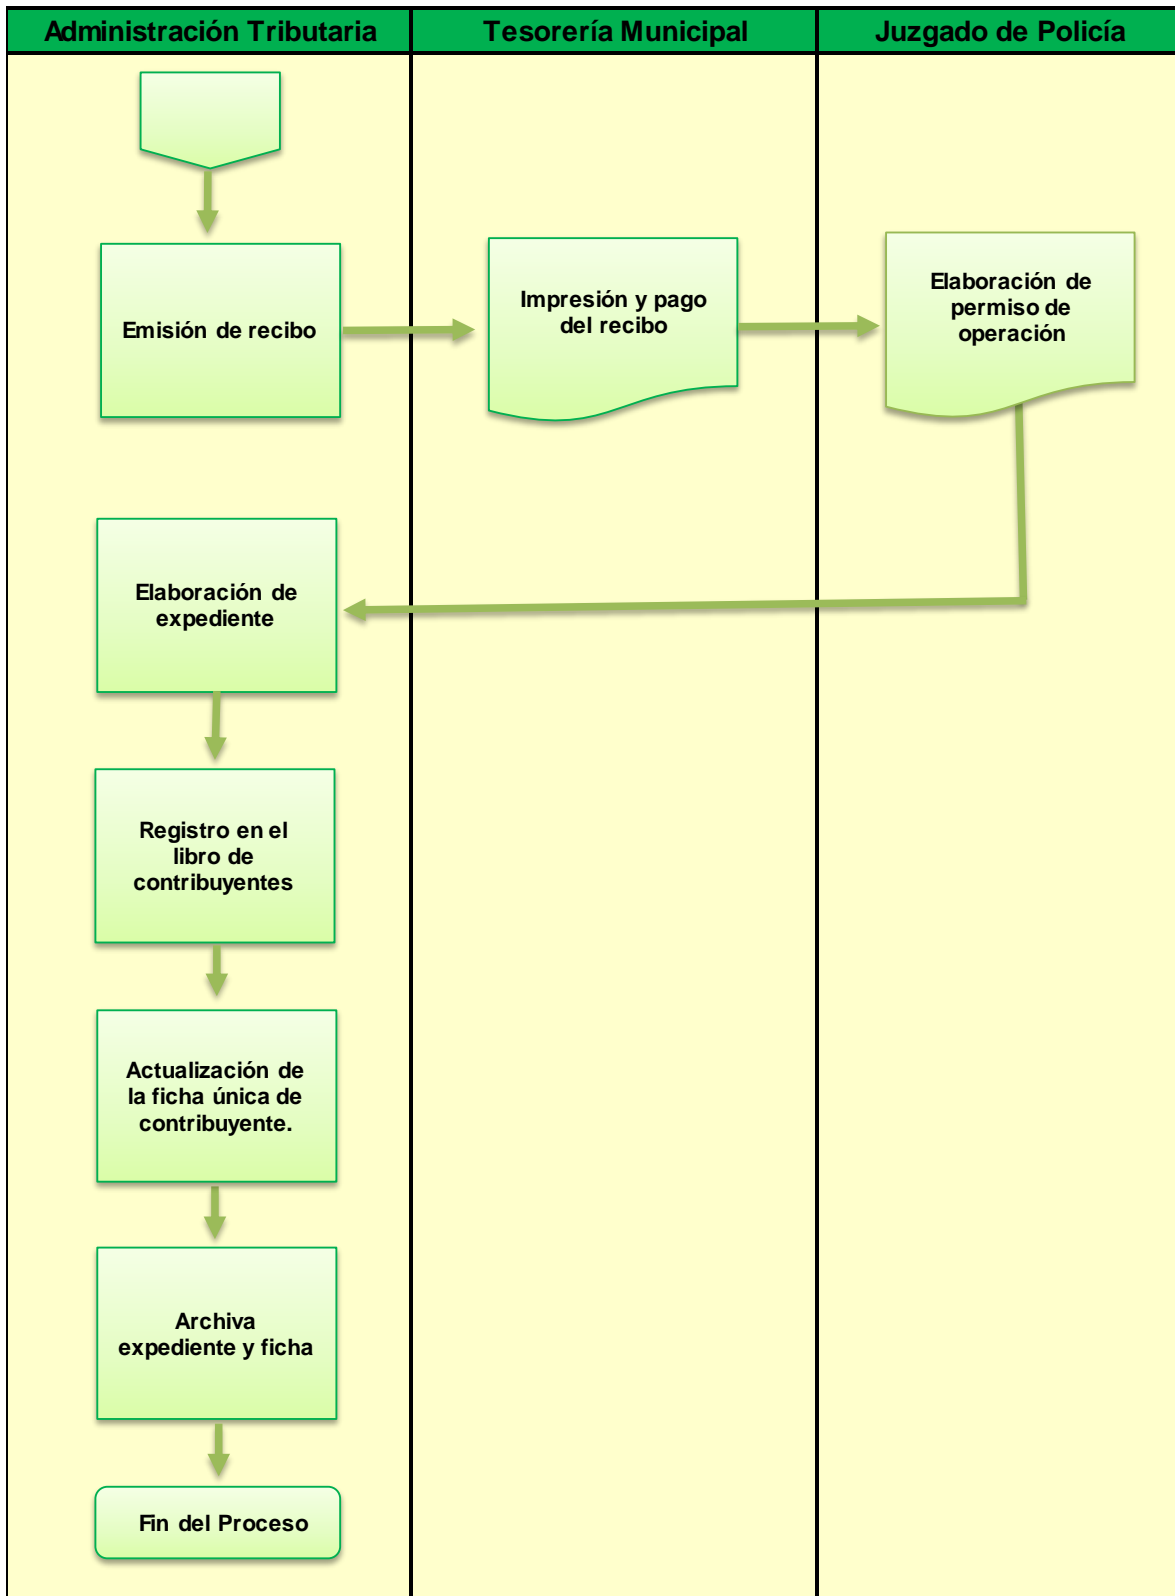 Administración Tributaria
Tesorería Municipal
Juzgado de Policía
Emisión de recibo
Impresión y pago
del recibo
Elaboración de
permiso de
operación
Elaboración de
expediente
Registro en el
libro de
contribuyentes
Actualización de
la ficha única de
contribuyente.
Archiva
expediente y ficha
Fin del Proceso